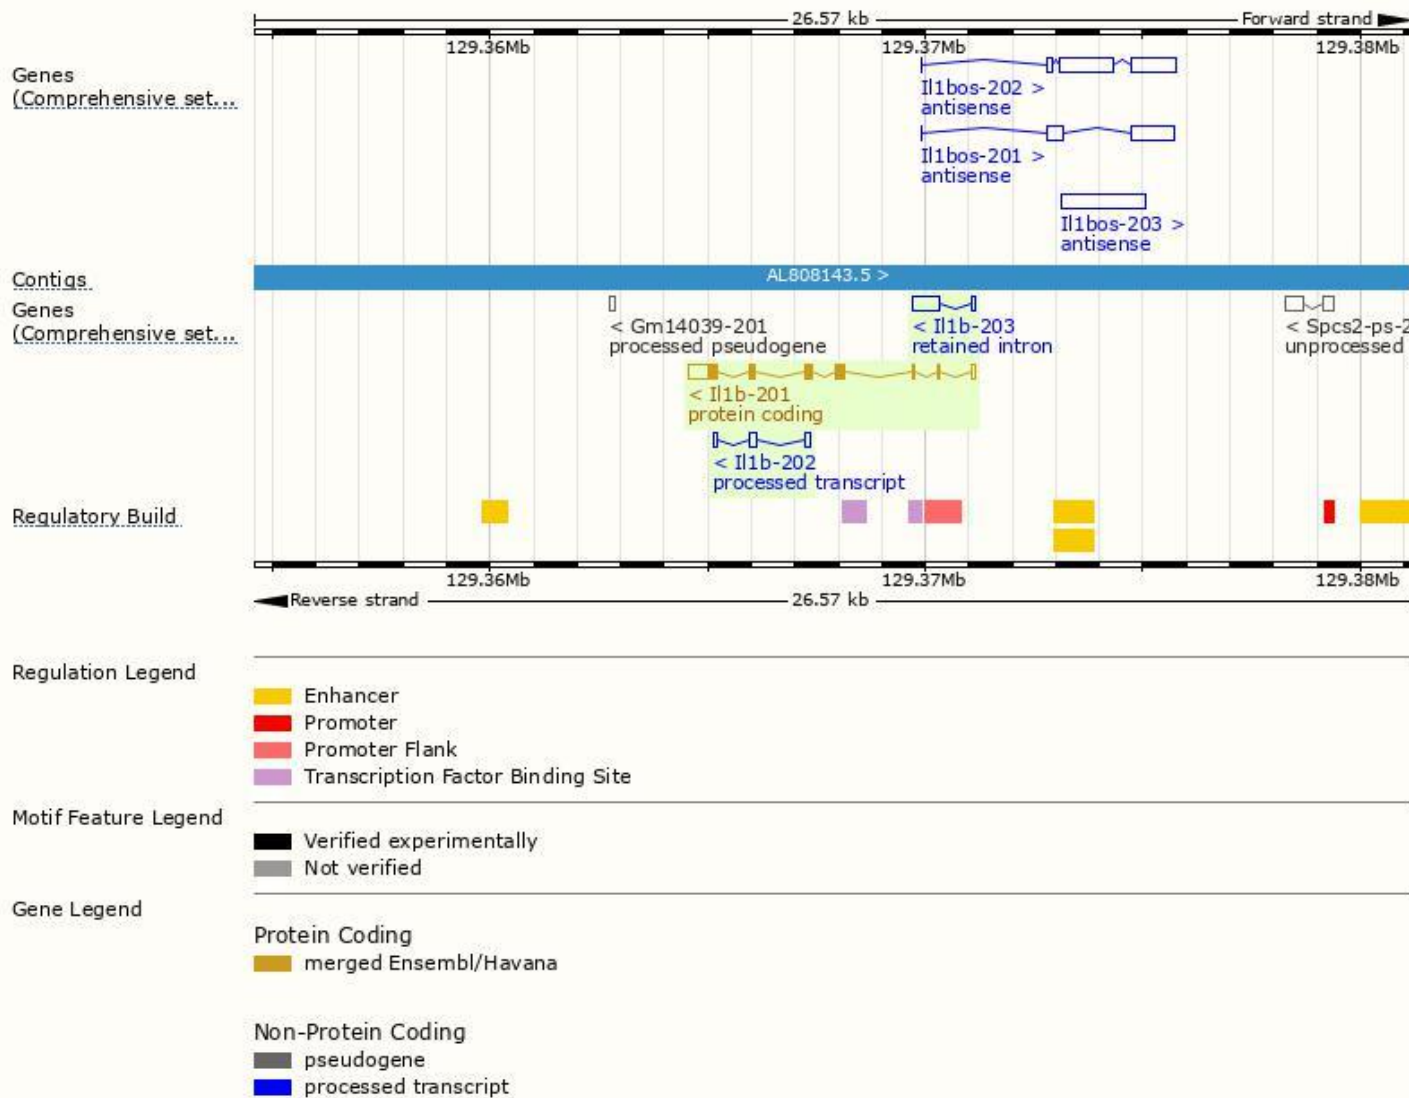 26.57 kb Forward strand
129.36Mb 129.37Mb 129.38Mb
Genes
(Comprehensive set...
Il1bos-202 >
antisense
Il1bos-201 >
antisense
Il1bos-203 >
antisense
Contigs AL808143.5 >
Genes
(Comprehensive set...
< Gm14039-201 < Il1b-203 < Spcs2-ps-2
processed pseudogene retained intron unprocessed
< Il1b-201
protein coding
< Il1b-202
processed transcript
Regulatory Build
129.36Mb 129.37Mb 129.38Mb
Reverse strand 26.57 kb
Regulation Legend
Enhancer
Promoter
Promoter Flank
Transcription Factor Binding Site
Motif Feature Legend
Verified experimentally
Not verified
Gene Legend
Protein Coding
merged Ensembl/Havana
Non-Protein Coding
pseudogene
processed transcript